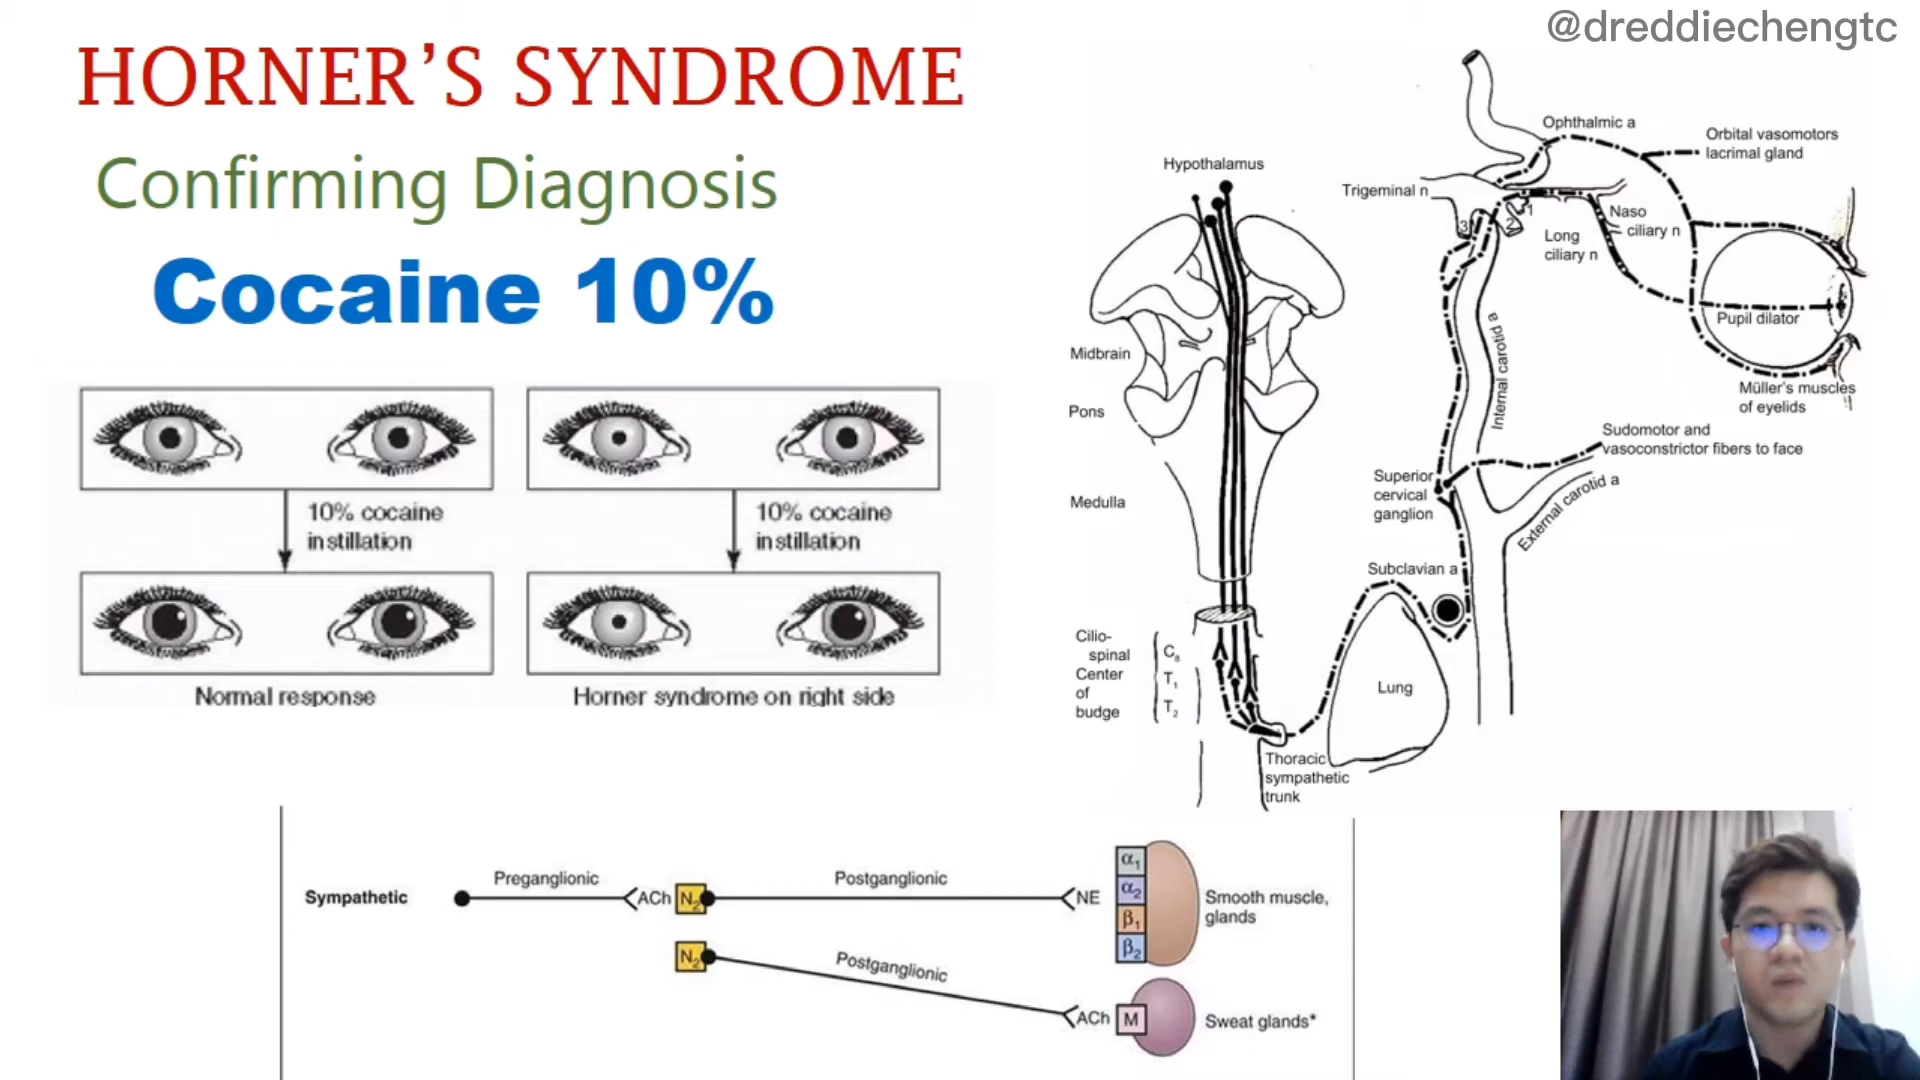 @dreddiechengtc
HORNER’S SYNDROME
Confirming Diagnosis
Cocaine 10%
10% cocaine
instillation
Normal response
10% cocaine
instillation
Horner syndrome on right side
Hypothalamus
Midbrain
Pons
Medulla
Cilio-
spinal
Center
of
budge
C8
T1
T2
Thoracic
sympathetic
trunk
Lung
Subclavian a
Superior
cervical
ganglion
External carotid a
Internal carotid a
Sudomotor and
vasoconstrictor fibers to face
Trigeminal n
Ophthalmic a
Orbital vasomotors
lacrimal gland
1
2
3
Naso
ciliary n
Long
ciliary n
Pupil dilator
Müller's muscles
of eyelids
Sympathetic
Preganglionic
ACh
N2
Postganglionic
NE
α1
α2
β1
β2
Smooth muscle,
glands
N2
Postganglionic
ACh
M
Sweat glands*